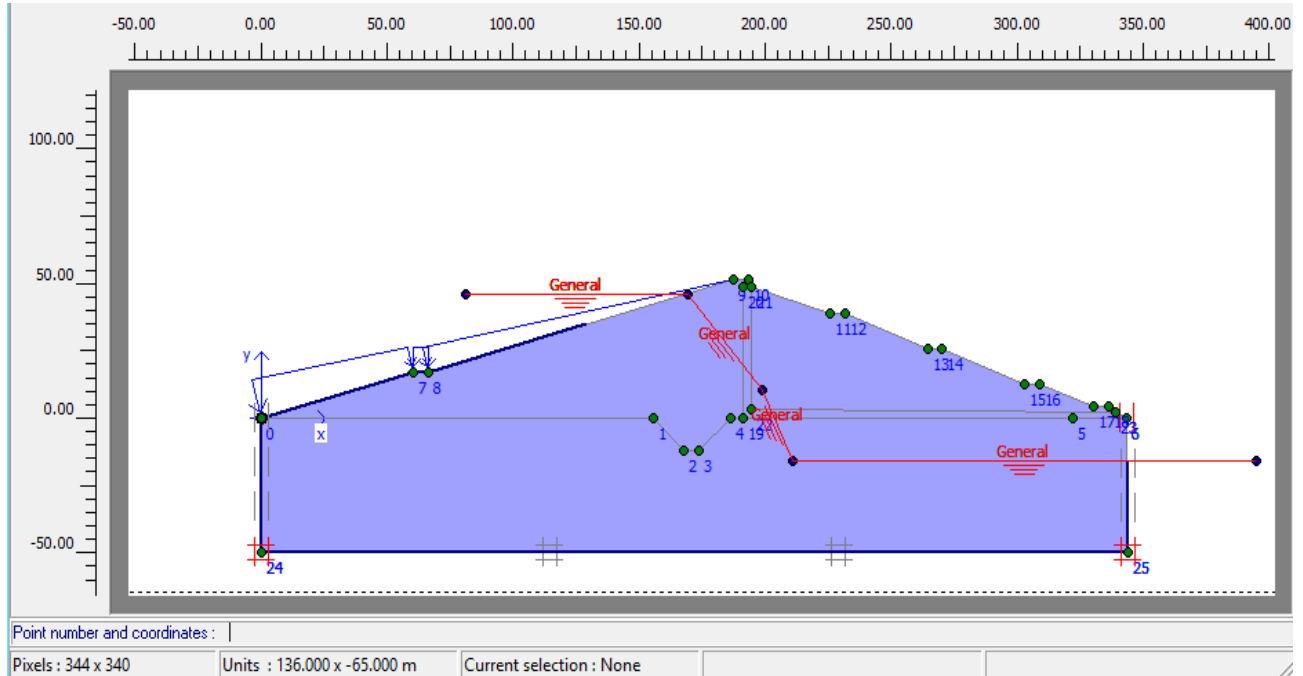 -50.00 0.00 50.00 100.00 150.00 200.00 250.00 300.00 350.00 400.00
100.00
50.00
0.00
-50.00
General
9 10
20 21
General
1112
y
1314
7 8
1516
General
1718
x
0
1
4
19
5
6
2 3
General
24
25
Point number and coordinates :
Pixels : 344 x 340
Units : 136.000 x -65.000 m
Current selection : None